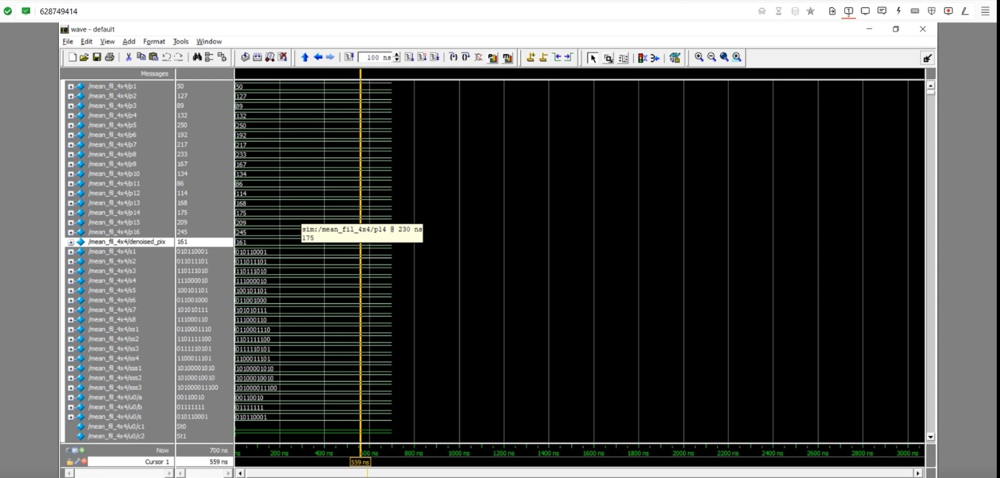 628749414
wave - default
File Edit View Add Format Tools Window
100 ns
Messages
/mean_fil_4x4/p1 50 50
/mean_fil_4x4/p2 127 127
/mean_fil_4x4/p3 89 89
/mean_fil_4x4/p4 132 132
/mean_fil_4x4/p5 250 250
/mean_fil_4x4/p6 192 192
/mean_fil_4x4/p7 217 217
/mean_fil_4x4/p8 233 233
/mean_fil_4x4/p9 167 167
/mean_fil_4x4/p10 134 134
/mean_fil_4x4/p11 86 86
/mean_fil_4x4/p12 114 114
/mean_fil_4x4/p13 168 168
/mean_fil_4x4/p14 175 175
/mean_fil_4x4/p15 209 209
/mean_fil_4x4/p16 245 245
sim:/mean_fil_4x4/p14 @ 230 ns
175
/mean_fil_4x4/denoised_pix 161 161
/mean_fil_4x4/s1 010110001 010110001
/mean_fil_4x4/s2 011011101 011011101
/mean_fil_4x4/s3 110111010 110111010
/mean_fil_4x4/s4 111000010 111000010
/mean_fil_4x4/s5 100101101 100101101
/mean_fil_4x4/s6 011001000 011001000
/mean_fil_4x4/s7 101010111 101010111
/mean_fil_4x4/s8 111000110 111000110
/mean_fil_4x4/ss1 0110001110 0110001110
/mean_fil_4x4/ss2 1101111100 1101111100
/mean_fil_4x4/ss3 0111110101 0111110101
/mean_fil_4x4/ss4 1100011101 1100011101
/mean_fil_4x4/sss1 10100001010 10100001010
/mean_fil_4x4/sss2 10100010010 10100010010
/mean_fil_4x4/sss3 101000011100 101000011100
/mean_fil_4x4/u0/a 00110010 00110010
/mean_fil_4x4/u0/b 01111111 01111111
/mean_fil_4x4/u0/s 010110001 010110001
/mean_fil_4x4/u0/c1 St0
/mean_fil_4x4/u0/c2 St1
Now 700 ns ns 200 ns 400 ns 600 ns 800 ns 1000 ns 1200 ns 1400 ns 1600 ns 1800 ns 2000 ns 2200 ns 2400 ns 2600 ns 2800 ns 3000 ns
Cursor 1 559 ns 559 ns